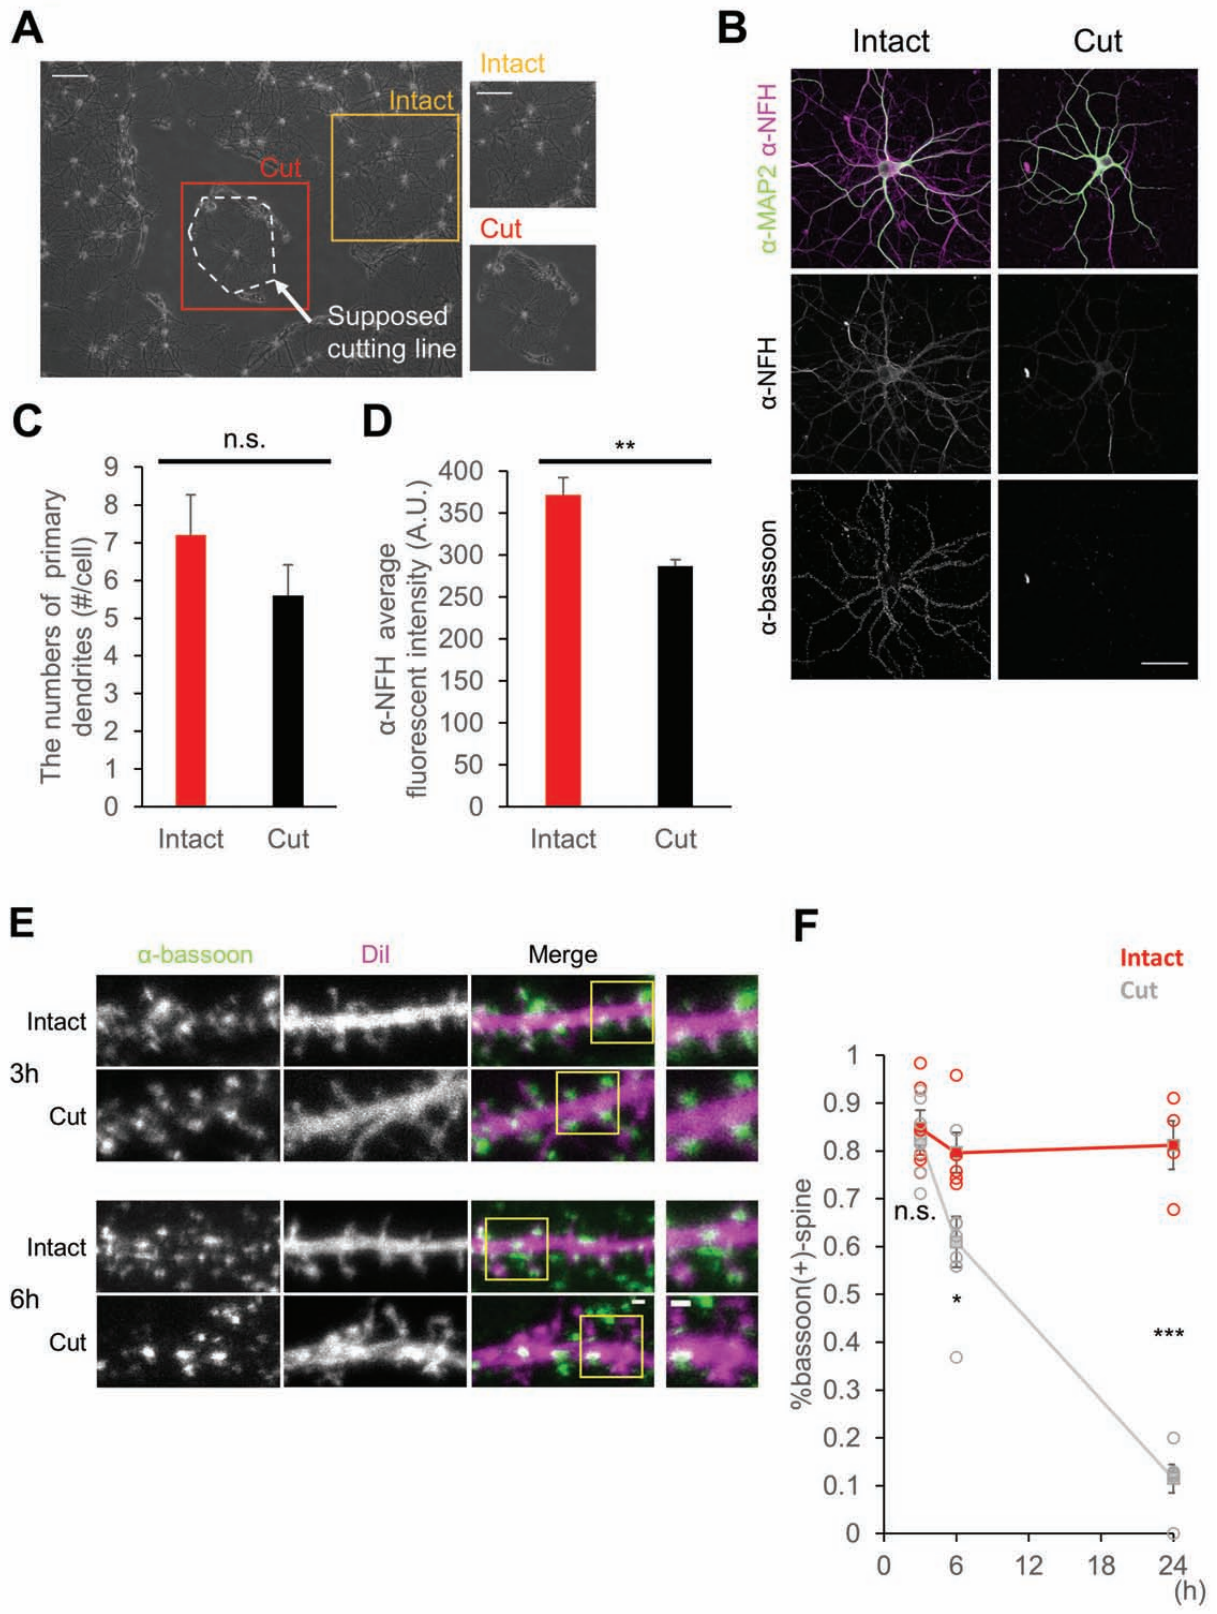 A
Intact
Cut
Supposed
cutting line
Intact
Cut
B
Intact
Cut
α-MAP2 α-NFH
α-NFH
α-bassoon
C
n.s.
The numbers of primary
dendrites (#/cell)
9
8
7
6
5
4
3
2
1
0
Intact
Cut
D
**
α-NFH average
fluorescent intensity (A.U.)
400
350
300
250
200
150
100
50
0
Intact
Cut
E
α-bassoon
DiI
Merge
3h
Intact
Cut
6h
Intact
Cut
F
Intact
Cut
%bassoon(+)-spine
1
0.9
0.8
0.7
0.6
0.5
0.4
0.3
0.2
0.1
0
n.s.
*
***
0
6
12
18
24
(h)